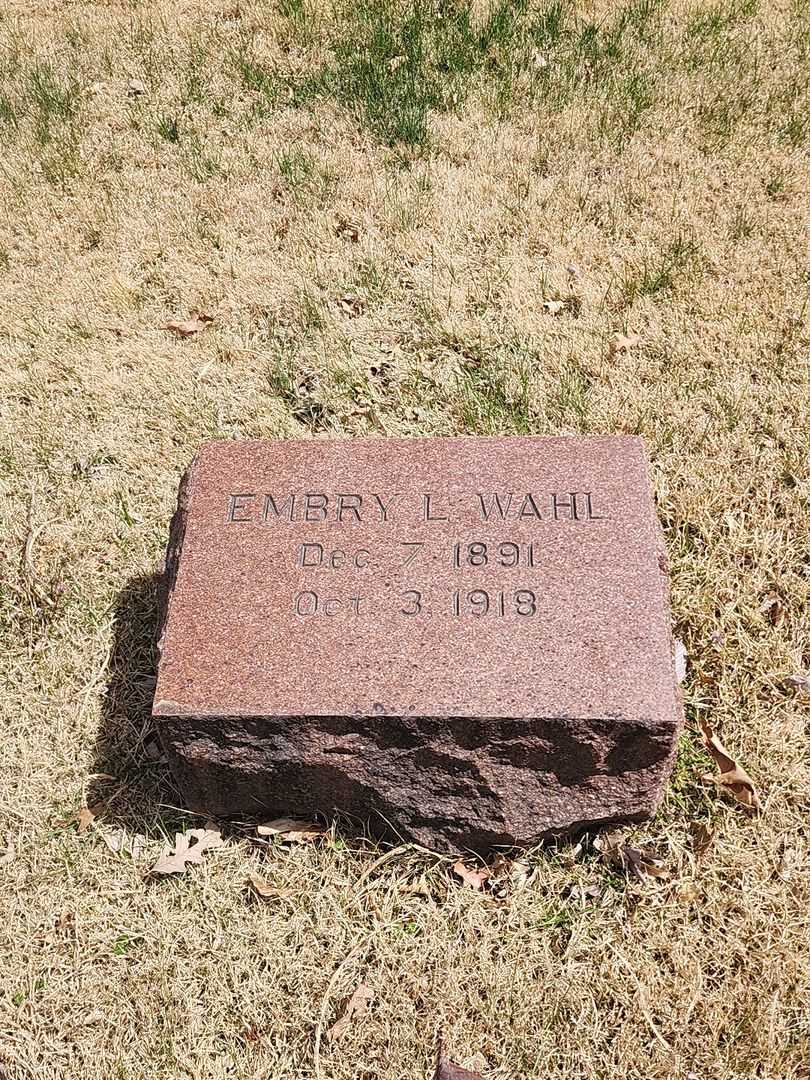 EMBRY L. WAHL
Dec. 7, 1891
Oct. 3, 1918